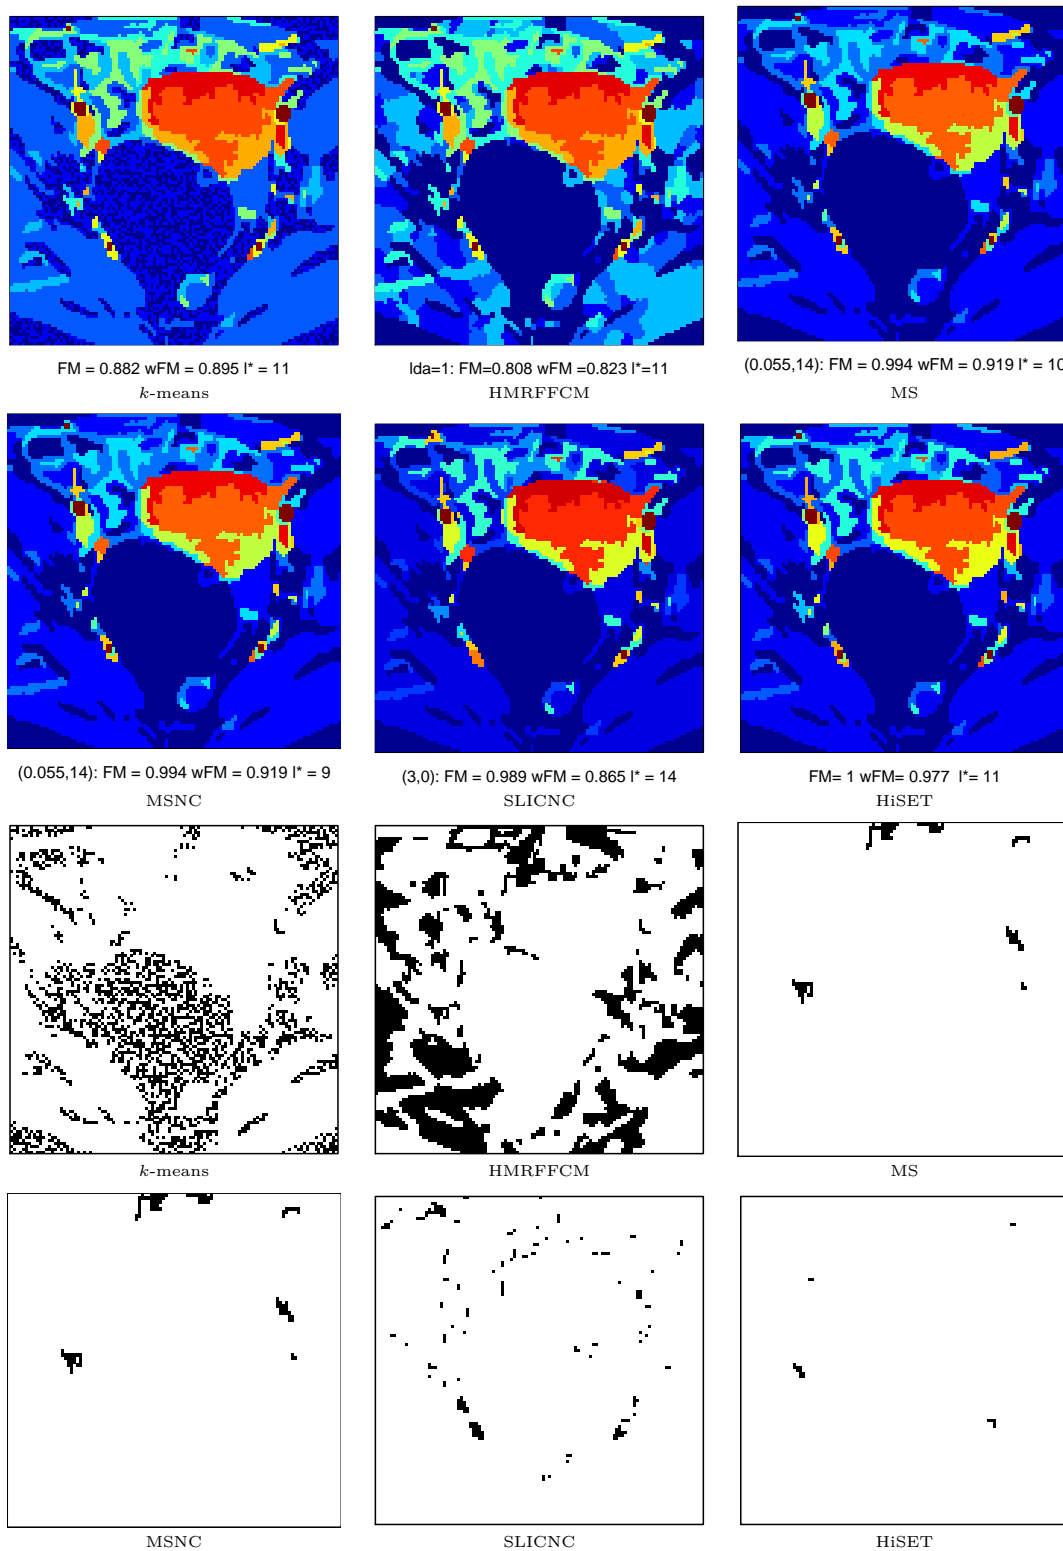 FM = 0.882 wFM = 0.895 l* = 11
lda=1: FM=0.808 wFM =0.823 l*=11
(0.055,14): FM = 0.994 wFM = 0.919 l* = 10
k-means
HMRFFCM
MS
(0.055,14): FM = 0.994 wFM = 0.919 l* = 9
(3,0): FM = 0.989 wFM = 0.865 l* = 14
FM= 1 wFM= 0.977 l*= 11
MSNC
SLICNC
HiSET
k-means
HMRFFCM
MS
MSNC
SLICNC
HiSET